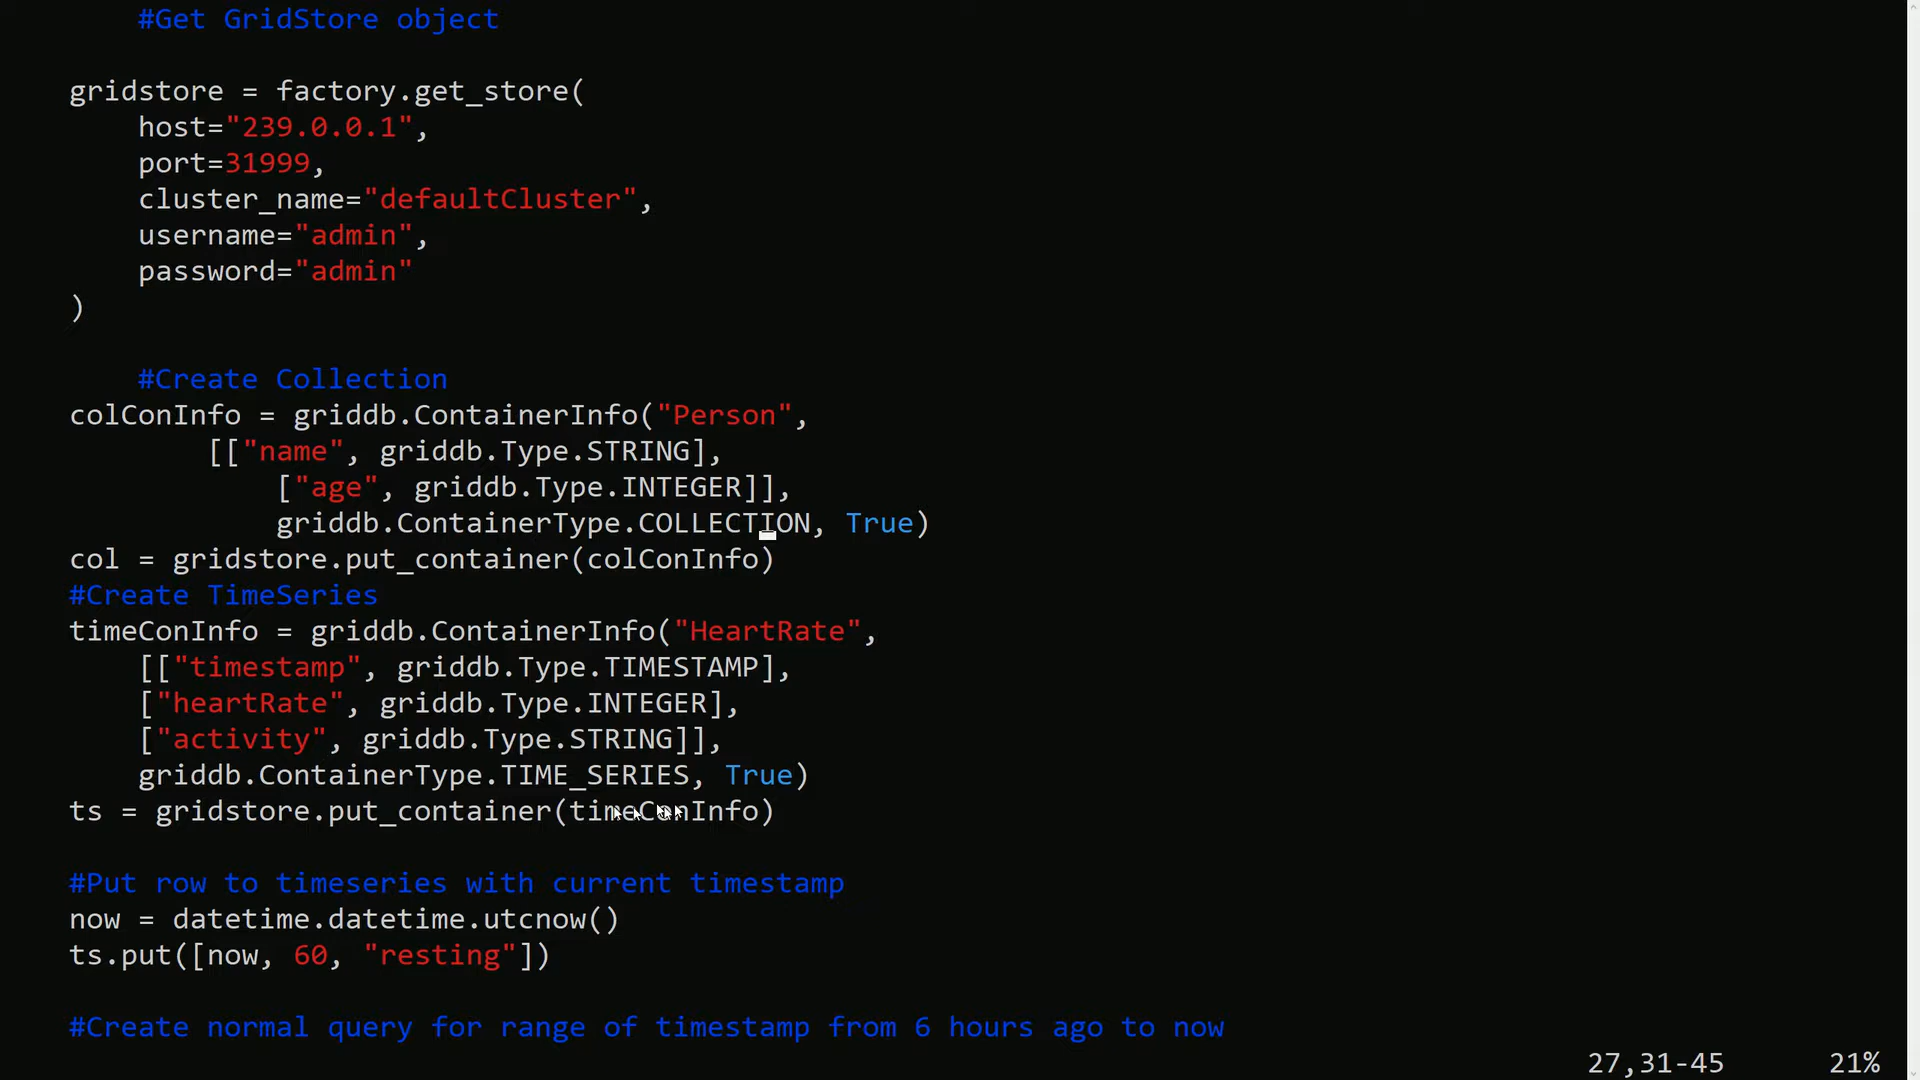 #Get GridStore object
gridstore = factory.get_store(
host="239.0.0.1",
port=31999,
cluster_name="defaultCluster",
username="admin",
password="admin"
)
#Create Collection
colConInfo = griddb.ContainerInfo("Person",
[["name", griddb.Type.STRING],
["age", griddb.Type.INTEGER]],
griddb.ContainerType.COLLECTION, True)
col = gridstore.put_container(colConInfo)
#Create TimeSeries
timeConInfo = griddb.ContainerInfo("HeartRate",
[["timestamp", griddb.Type.TIMESTAMP],
["heartRate", griddb.Type.INTEGER],
["activity", griddb.Type.STRING]],
griddb.ContainerType.TIME_SERIES, True)
ts = gridstore.put_container(timeConInfo)
#Put row to timeseries with current timestamp
now = datetime.datetime.utcnow()
ts.put([now, 60, "resting"])
#Create normal query for range of timestamp from 6 hours ago to now
27,31-45 21%